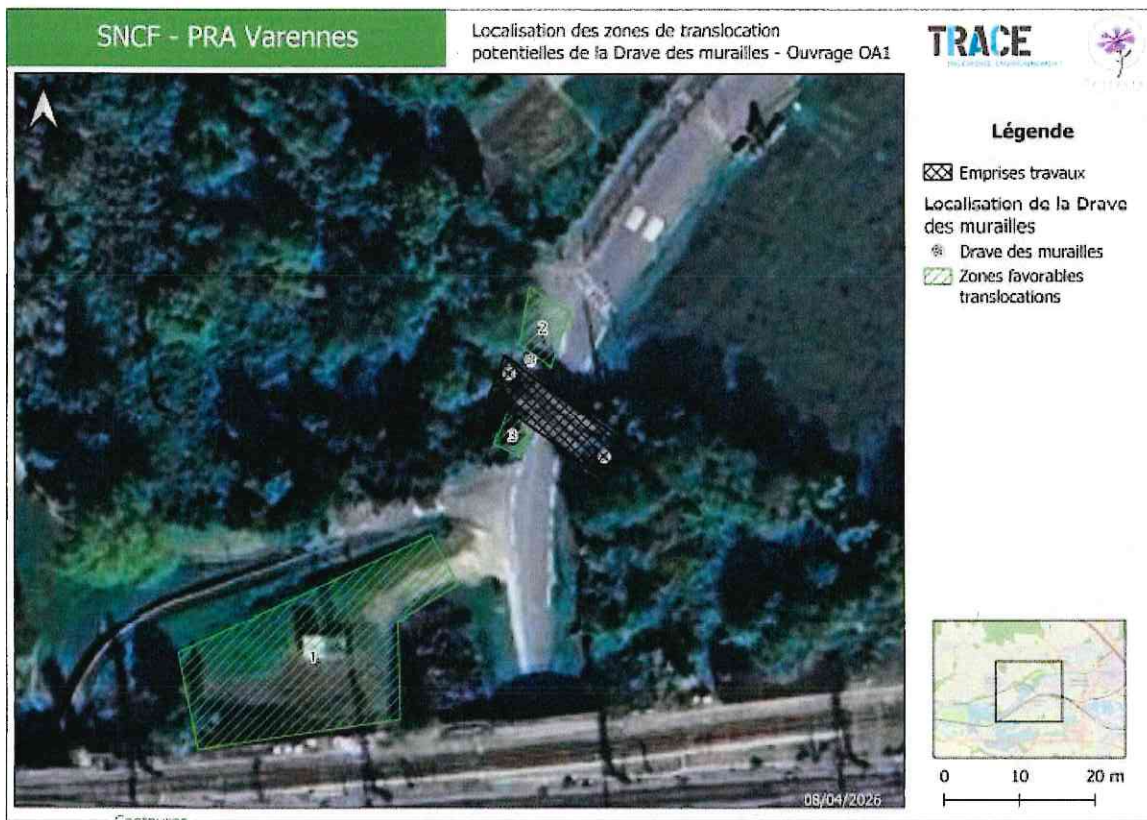 SNCF - PRA Varennes
Localisation des zones de translocation
potentielles de la Drave des murailles - Ouvrage OA1
TRACE
INGÉNIERIE ENVIRONNEMENT
Légende
Emprises travaux
Localisation de la Drave
des murailles
Drave des murailles
Zones favorables
translocations
2
3
1
0 10 20 m
08/04/2026